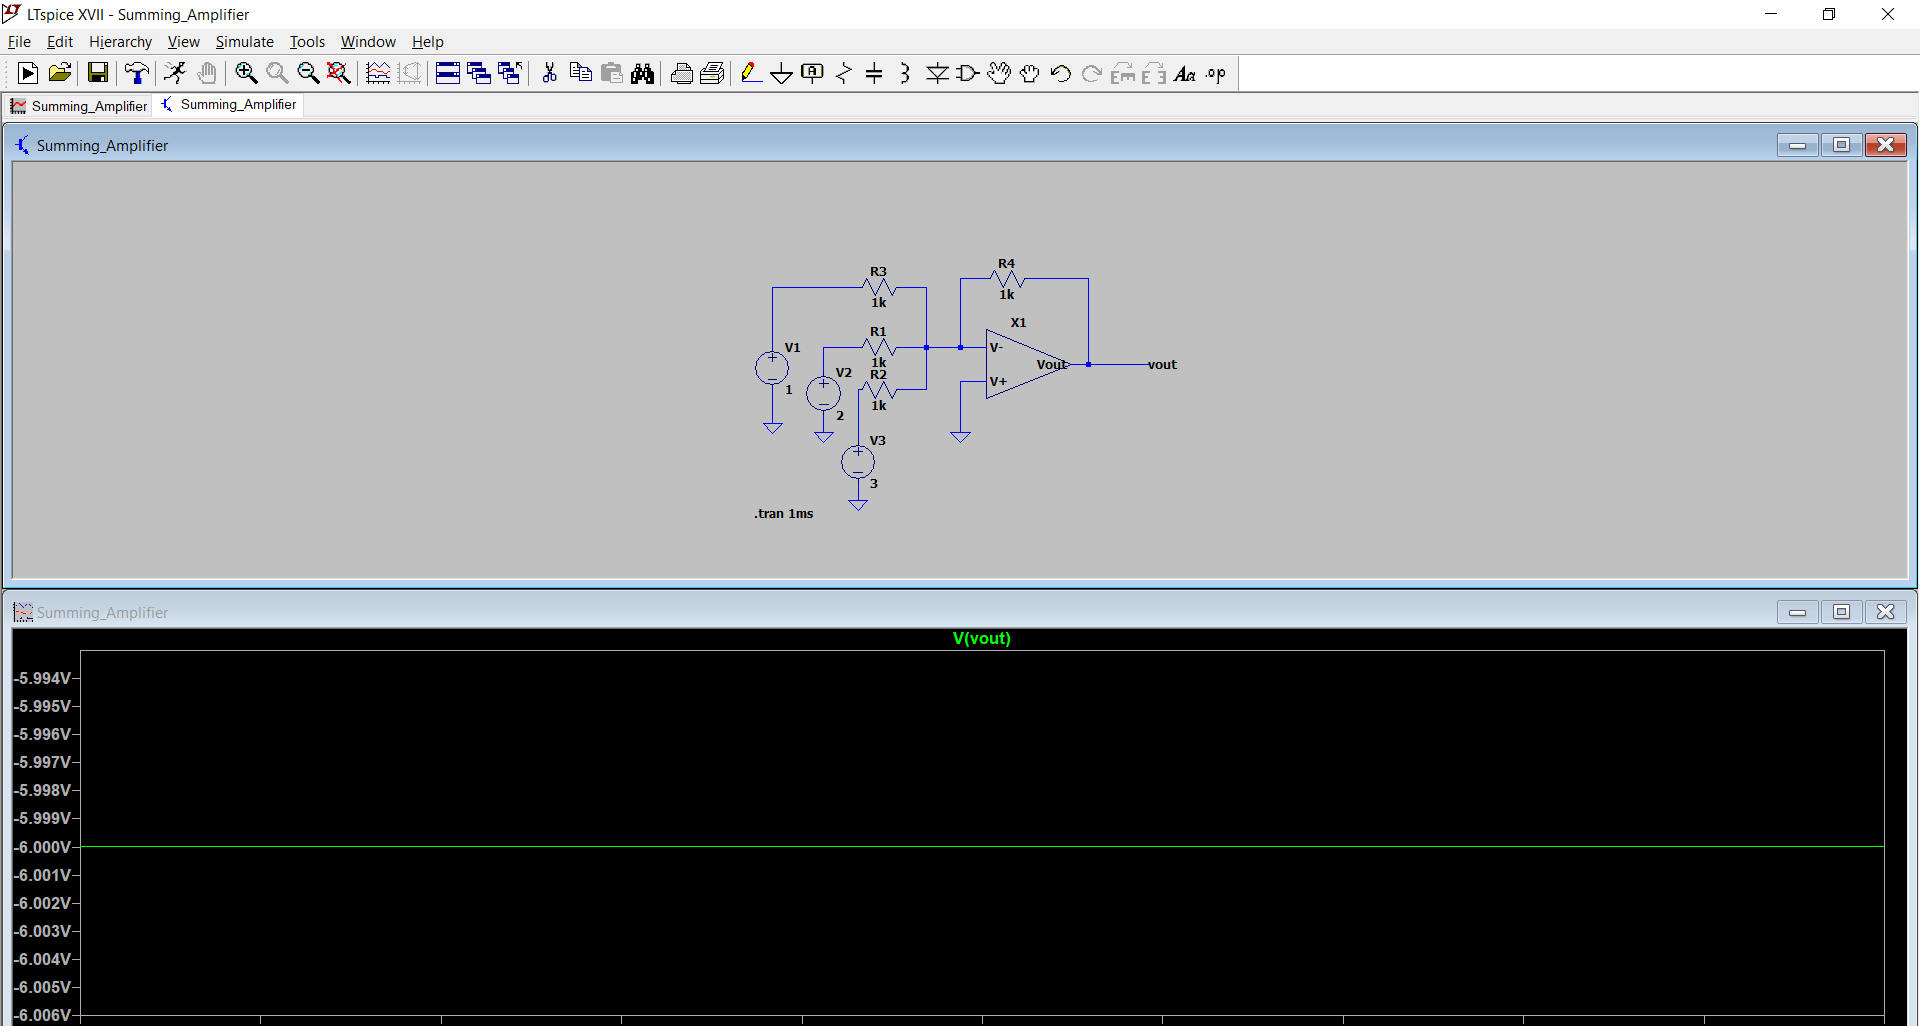 LTspice XVII - Summing_Amplifier
File Edit Hierarchy View Simulate Tools Window Help
A Aa .op
Summing_Amplifier Summing_Amplifier
Summing_Amplifier
R4
R3
1k
1k
X1
R1
V1 V-
1k
Vout vout
V2 R2
V+
1
1k
2
V3
3
.tran 1ms
Summing_Amplifier
V(vout)
-5.994V
-5.995V
-5.996V
-5.997V
-5.998V
-5.999V
-6.000V
-6.001V
-6.002V
-6.003V
-6.004V
-6.005V
-6.006V